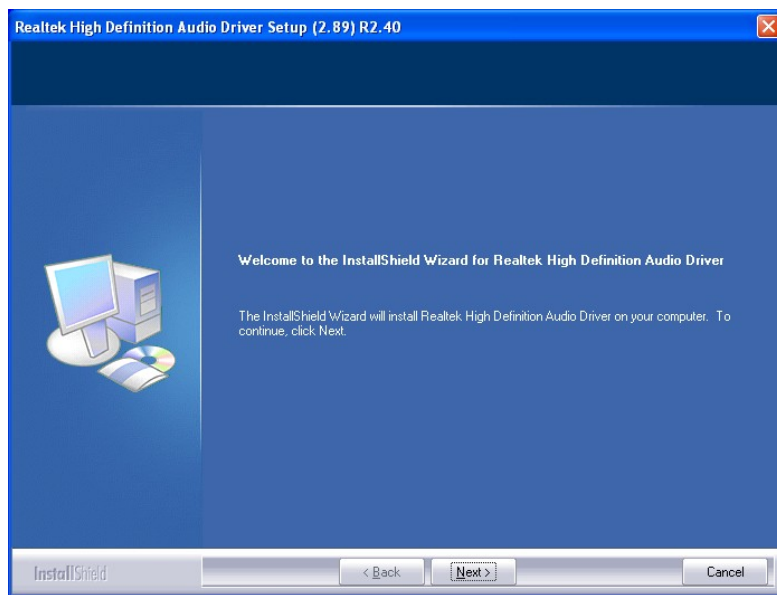 Realtek High Definition Audio Driver Setup (2.89) R2.40
Welcome to the InstallShield Wizard for Realtek High Definition Audio Driver
The InstallShield Wizard will install Realtek High Definition Audio Driver on your computer. To
continue, click Next.
InstallShield
< Back
Next >
Cancel